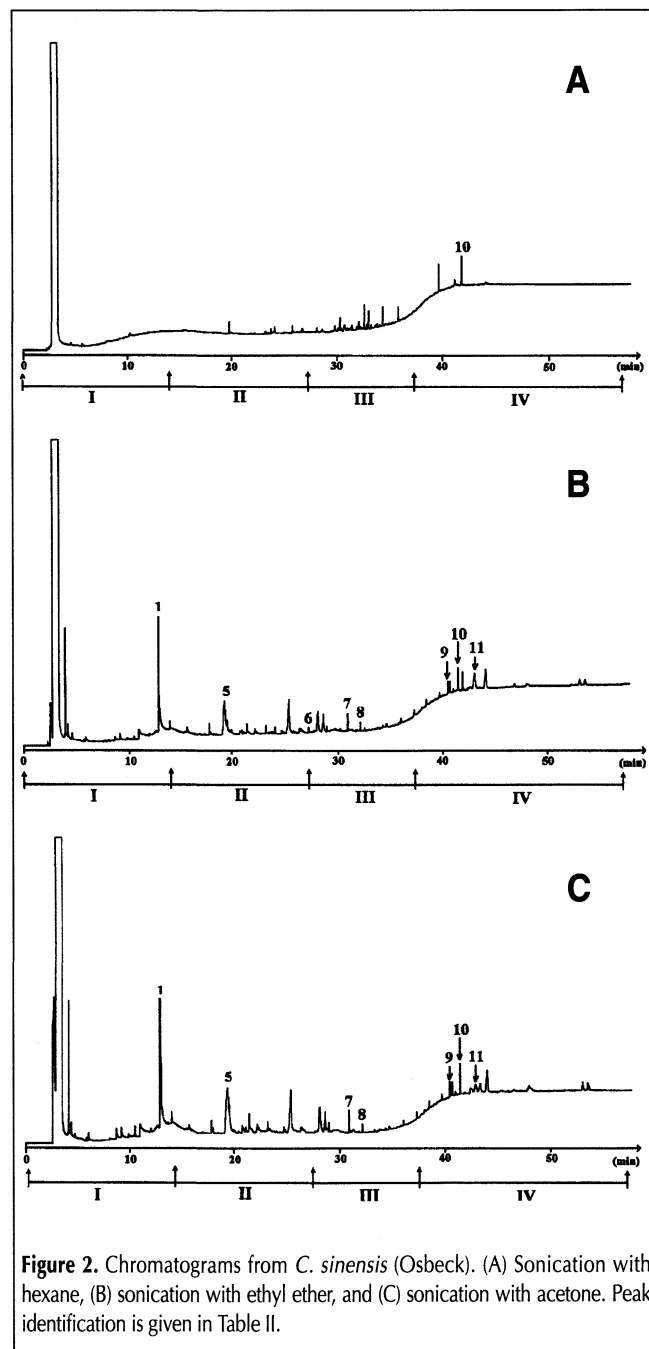 A
10
0 10 20 30 40 50 (min)
I II III IV
B
1
10
9 11
5
7
6 8
0 10 20 30 40 50 (min)
I II III IV
C
1
10
9 11
5
7
8
0 10 20 30 40 50 (min)
I II III IV
Figure 2. Chromatograms from C. sinensis (Osbeck). (A) Sonication with
hexane, (B) sonication with ethyl ether, and (C) sonication with acetone. Peak
identification is given in Table II.